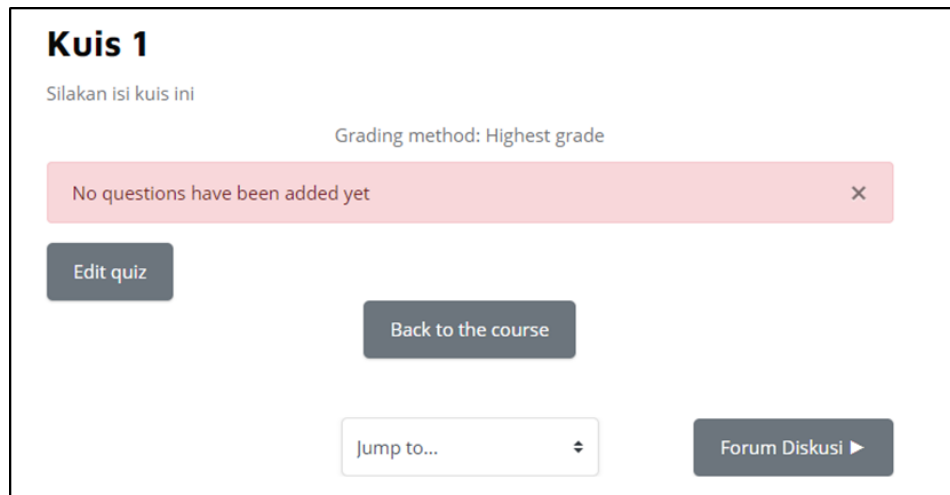 Kuis 1
Silakan isi kuis ini
Grading method: Highest grade
No questions have been added yet ×
Edit quiz
Back to the course
Jump to...
Forum Diskusi ▶